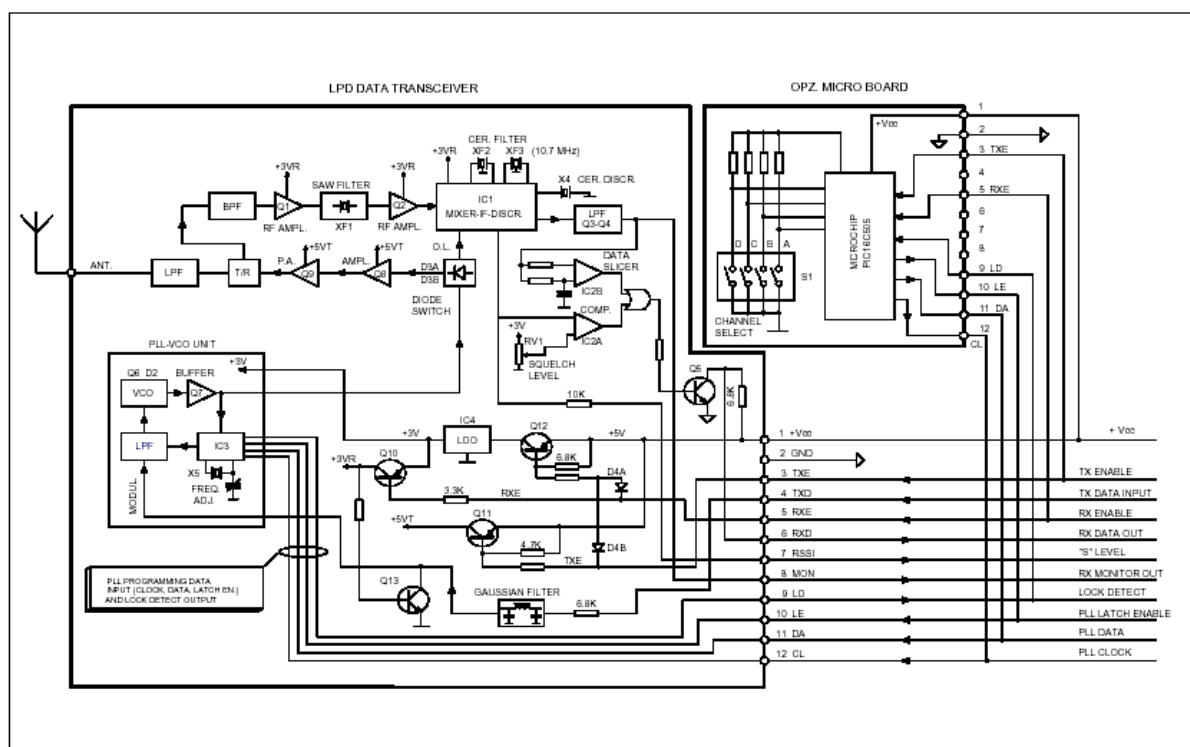 LPD DATA TRANSCEIVER
OPZ. MICRO BOARD
ANT.
LPF
T/R
BPF
+3VR
Q1
RF AMPL.
SAW FILTER
XF1
+3VR
Q2
RF AMPL.
+5VT
P.A.
Q9
+5VT
AMPL.
Q8
D3A
D3B
DIODE
SWITCH
O.L.
+3VR
CER. FILTER
XF2
XF3
(10.7 MHz)
IC1
MIXER-IF-DISCR.
X4
CER. DISCR.
LPF
Q3-Q4
DATA
SLICER
IC2B
COMP.
IC2A
+3V
RV1
SQUELCH
LEVEL
10K
Q5
6.8K
PLL-VCO UNIT
+3V
Q6 D2
BUFFER
VCO
Q7
LPF
IC3
X5
FREQ.
ADJ.
MODUL
+3V
IC4
LDO
Q12
+5V
6.8K
D4A
+3VR
Q10
3.3K
RXE
+5VT
Q11
4.7K
TXE
D4B
Q13
GAUSSIAN FILTER
6.8K
PLL PROGRAMMING DATA
INPUT (CLOCK, DATA, LATCH EN.)
AND LOCK DETECT OUTPUT
+Vcc
MICROCHIP
PIC16C505
D C B A
S1
CHANNEL
SELECT
1
2
3 TXE
4
5 RXE
6
7
8
9 LD
10 LE
11 DA
12
CL
1 +Vcc
+ Vcc
2 GND
3 TXE
TX ENABLE
4 TXD
TX DATA INPUT
5 RXE
RX ENABLE
6 RXD
RX DATA OUT
7 RSSI
"S" LEVEL
8 MON
RX MONITOR OUT
9 LD
LOCK DETECT
10 LE
PLL LATCH ENABLE
11 DA
PLL DATA
12 CL
PLL CLOCK